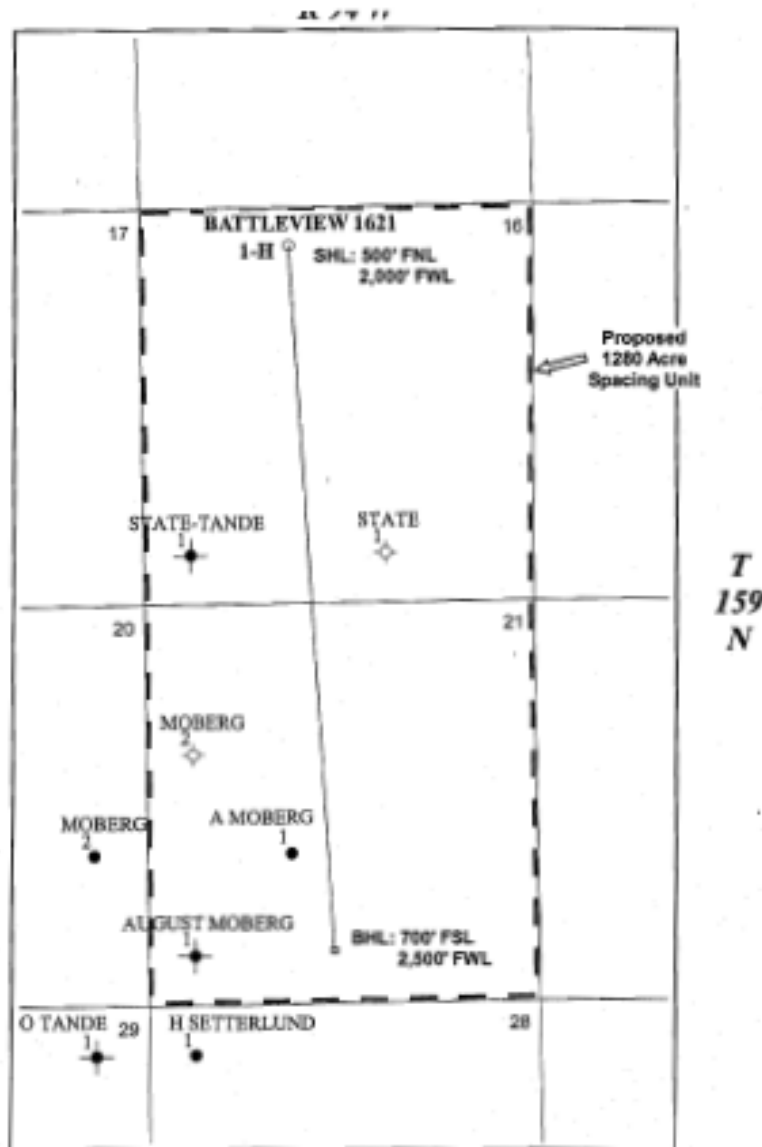 17
BATTLEVIEW 1621
16
1-H
SHL: 500' FNL
2,000' FWL
Proposed
1280 Acre
Spacing Unit
STATE-TANDE
1
STATE
1
T
159
N
20
21
MOBERG
2
MOBERG
2
A MOBERG
1
AUGUST MOBERG
1
BHL: 700' FSL
2,500' FWL
O TANDE
1
29
H SETTERLUND
1
28